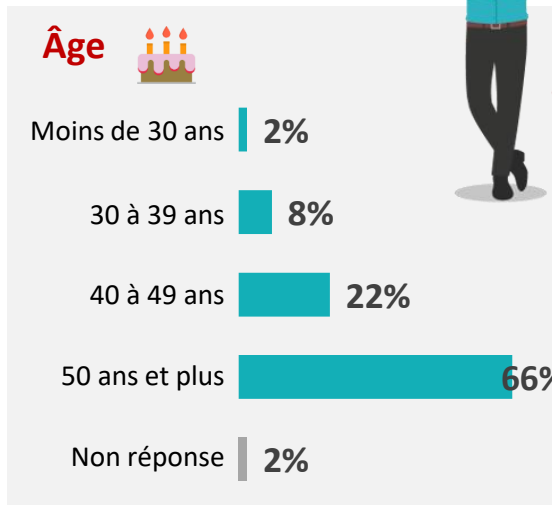 Âge
Moins de 30 ans 2%
30 à 39 ans 8%
40 à 49 ans 22%
50 ans et plus 66%
Non réponse 2%